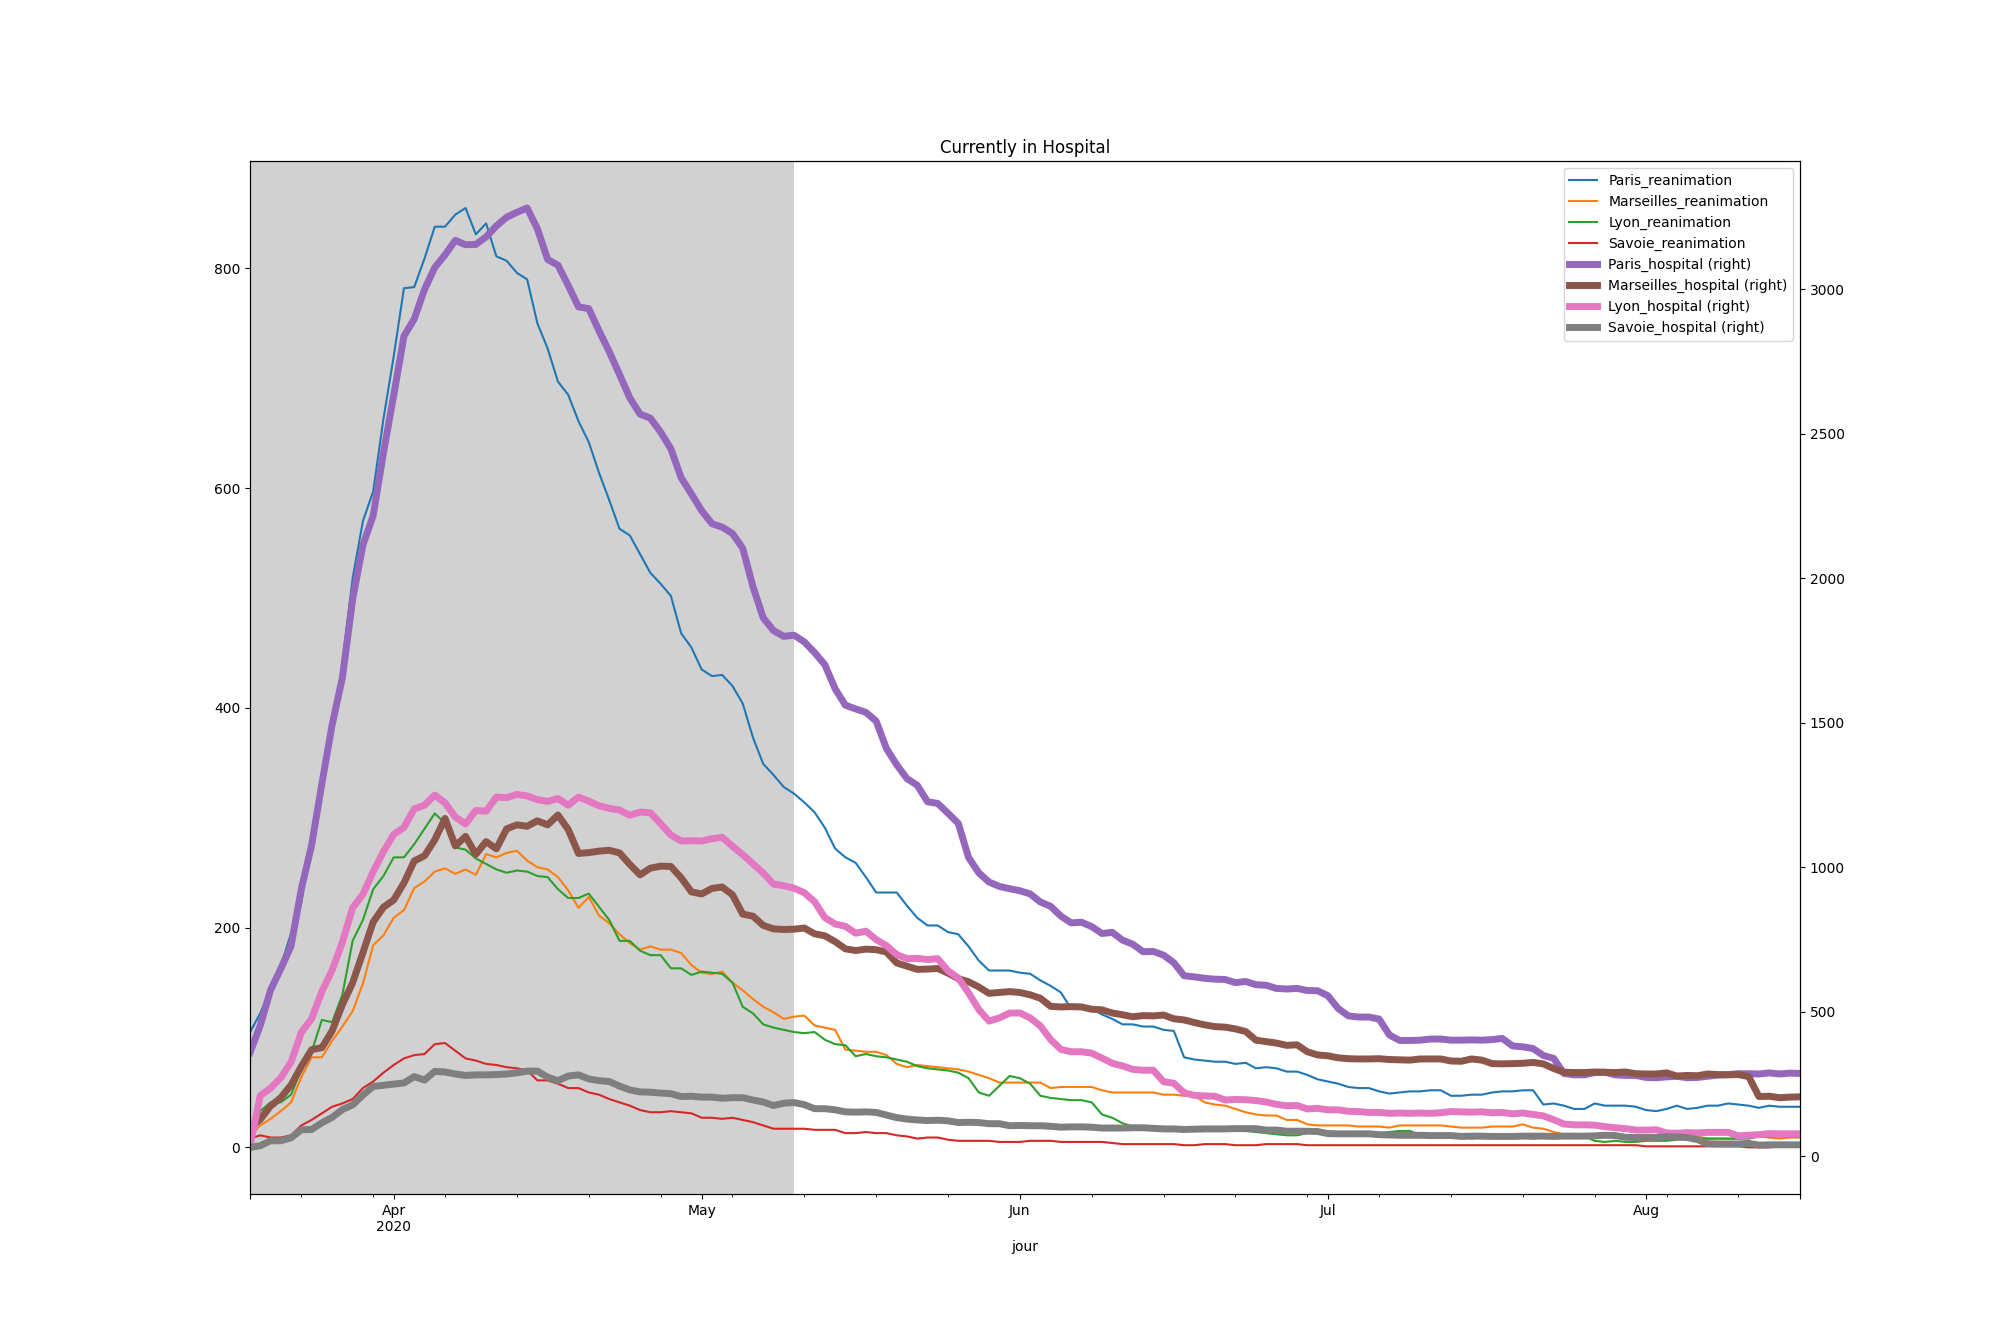 Currently in Hospital
Paris_reanimation
Marseilles_reanimation
Lyon_reanimation
Savoie_reanimation
Paris_hospital (right)
Marseilles_hospital (right)
Lyon_hospital (right)
Savoie_hospital (right)
800
600
400
200
0
3000
2500
2000
1500
1000
500
0
Apr
2020
May
Jun
Jul
Aug
jour